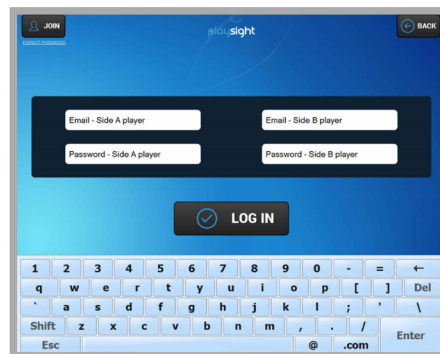 JOIN
playsight
BACK
FORGOT PASSWORD
Email - Side A player
Email - Side B player
Password - Side A player
Password - Side B player
LOG IN
1 2 3 4 5 6 7 8 9 0 - = ←
q w e r t y u i o p [ ] Del
` a s d f g h j k l ; ' \
Shift z x c v b n m , . / Enter
Esc @ .com